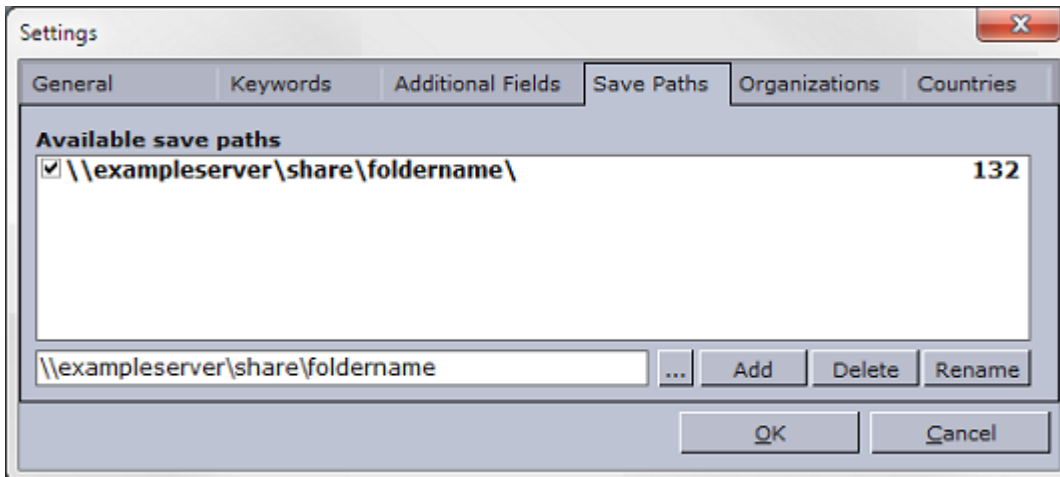 Settings
General Keywords Additional Fields Save Paths Organizations Countries
Available save paths
\\exampleserver\share\foldername\ 132
\\exampleserver\share\foldername ... Add Delete Rename
OK Cancel